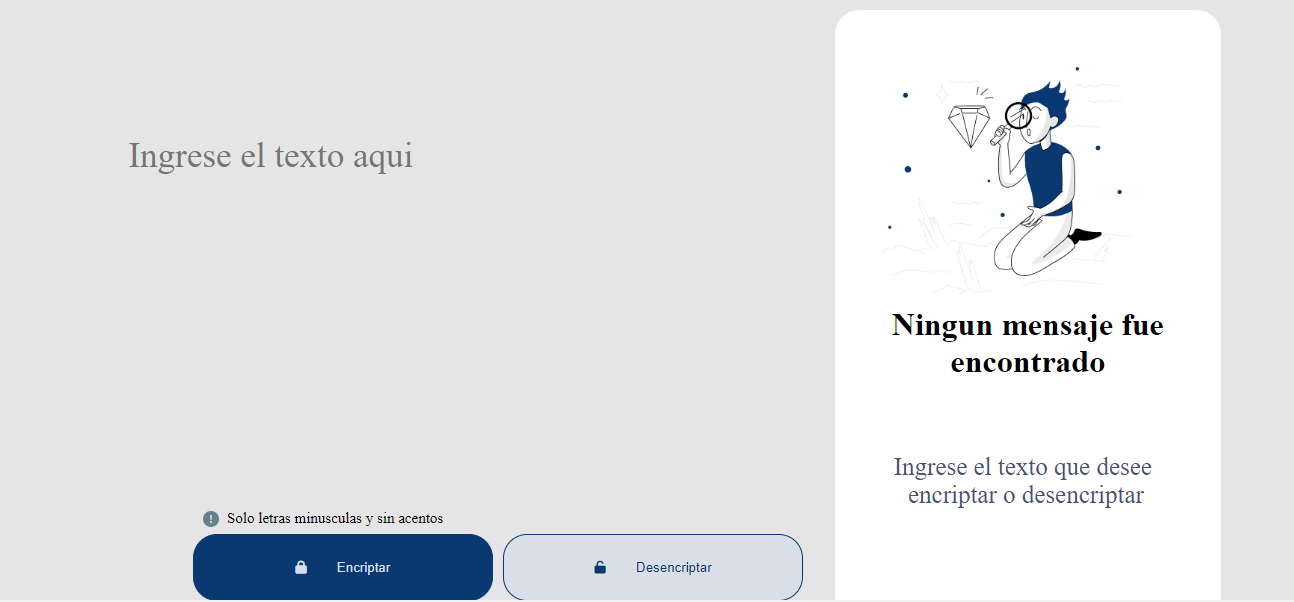 Ingrese el texto aqui
Solo letras minusculas y sin acentos
Encriptar
Desencriptar
Ningun mensaje fue
encontrado
Ingrese el texto que desee
encriptar o desencriptar